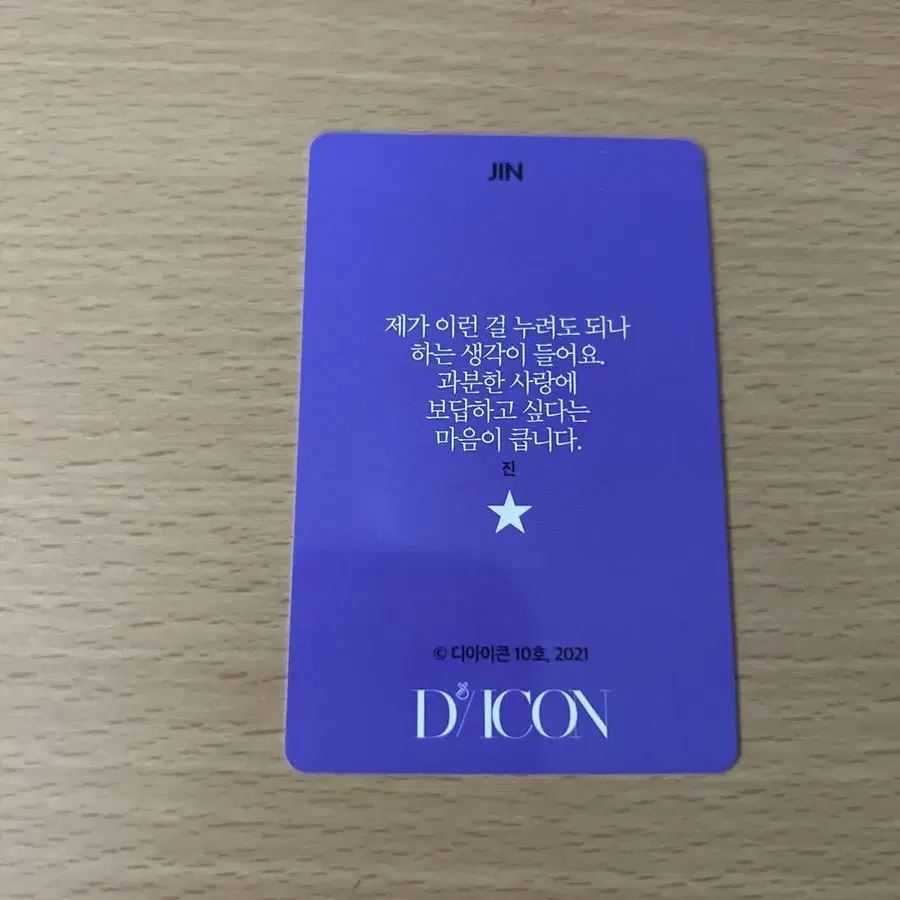 JIN
제가 이런 걸 누려도 되나
하는 생각이 들어요.
과분한 사랑에
보답하고 싶다는
마음이 큽니다.
진
© 디아이콘 10호, 2021
D/ICON